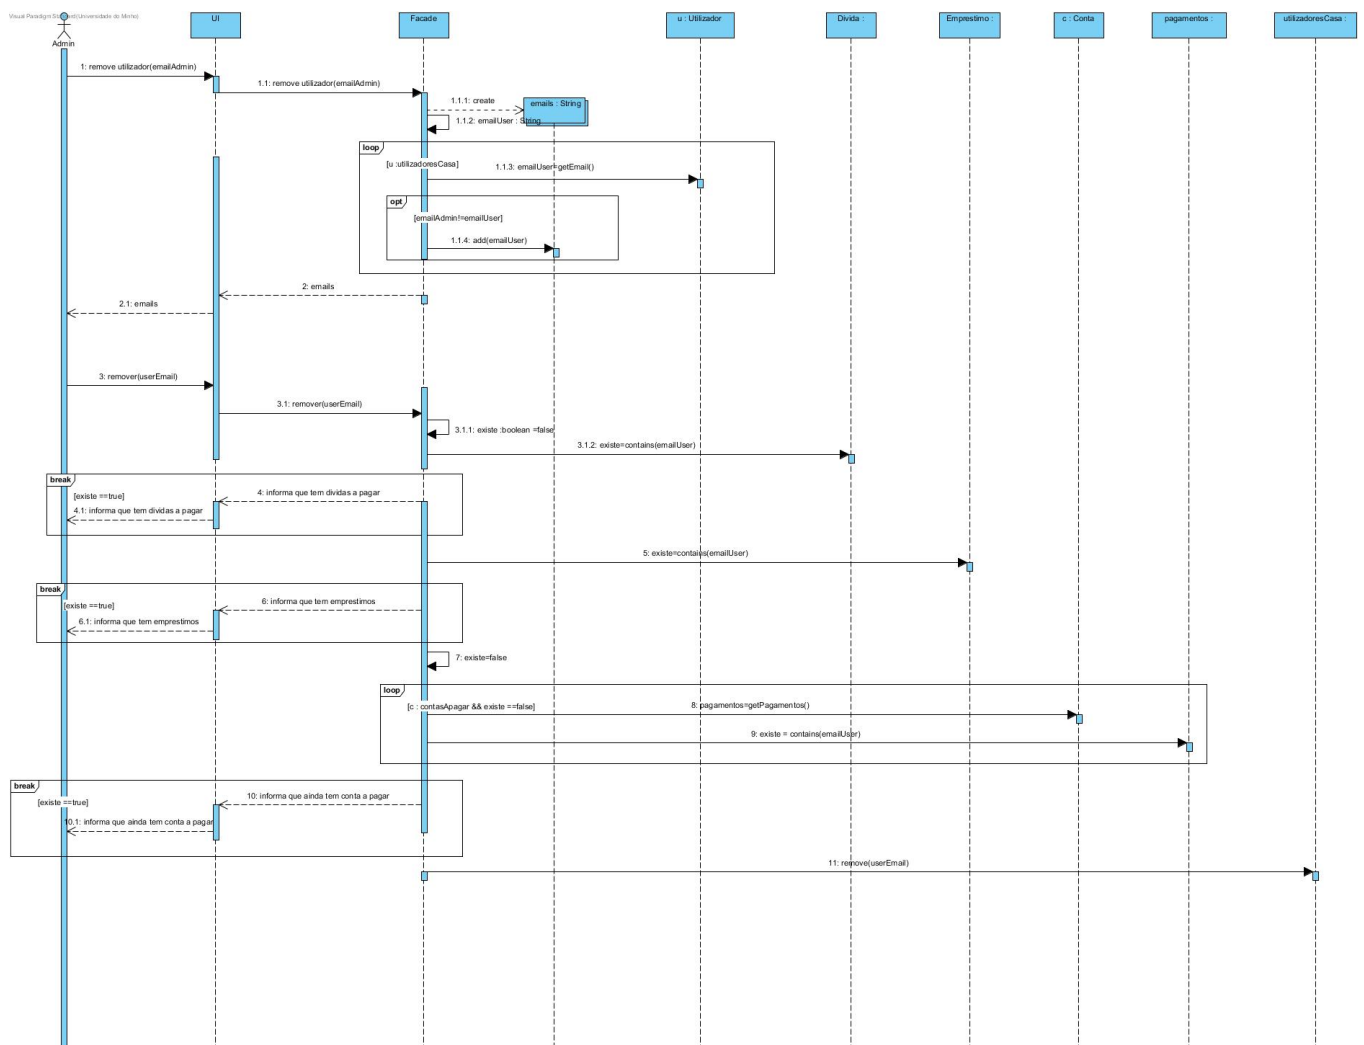 Visual Paradigm Standard(Universidade do Minho)
Admin
UI
Facade
u : Utilizador
Divida :
Emprestimo :
c : Conta
pagamentos :
utilizadoresCasa :
1: remove utilizador(emailAdmin)
1.1: remove utilizador(emailAdmin)
1.1.1: create
emails : String
1.1.2: emailUser : String
loop
[u :utilizadoresCasa]
1.1.3: emailUser=getEmail()
opt
[emailAdmin!=emailUser]
1.1.4: add(emailUser)
2: emails
2.1: emails
3: remover(userEmail)
3.1: remover(userEmail)
3.1.1: existe :boolean =false
3.1.2: existe=contains(emailUser)
break
[existe ==true]
4: informa que tem dividas a pagar
4.1: informa que tem dividas a pagar
5: existe=contains(emailUser)
break
[existe ==true]
6: informa que tem emprestimos
6.1: informa que tem emprestimos
7: existe=false
loop
[c : contasApagar && existe ==false]
8: pagamentos=getPagamentos()
9: existe = contains(emailUser)
break
[existe ==true]
10: informa que ainda tem conta a pagar
10.1: informa que ainda tem conta a pagar
11: remove(userEmail)